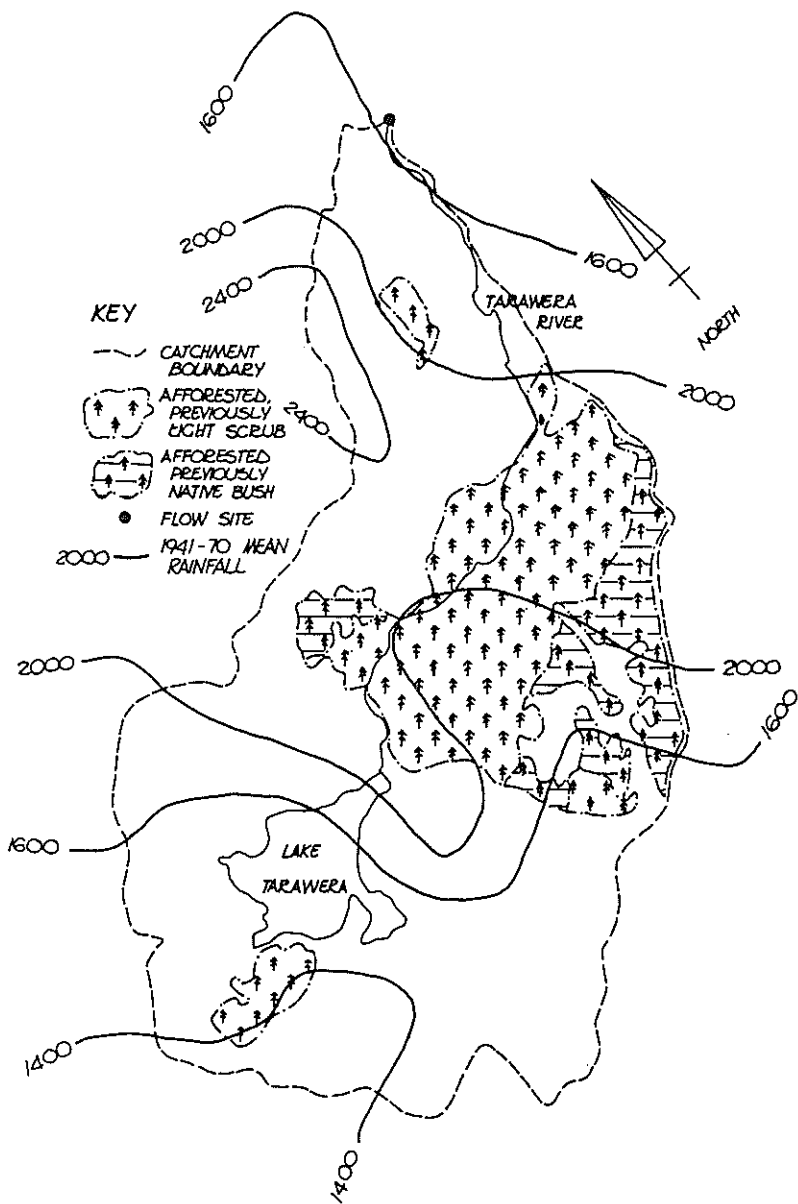 1600
2000
2400
1600
TARAWERA
RIVER
NORTH
KEY
CATCHMENT
BOUNDARY
AFFORESTED,
PREVIOUSLY
LIGHT SCRUB
2400
2000
AFFORESTED
PREVIOUSLY
NATIVE BUSH
FLOW SITE
2000
1941-70 MEAN
RAINFALL
2000
2000
1600
1600
LAKE
TARAWERA
1400
1400